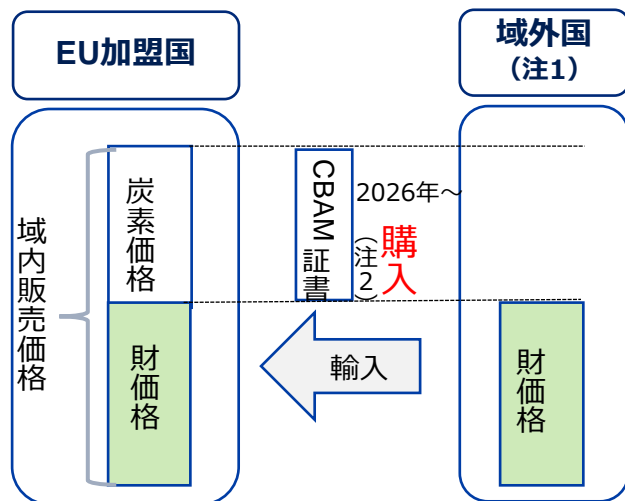 EU加盟国
域外国
（注1）
域内販売価格
炭素価格
財価格
CBAM証書
2026年～
（注2）
購入
輸入
財価格